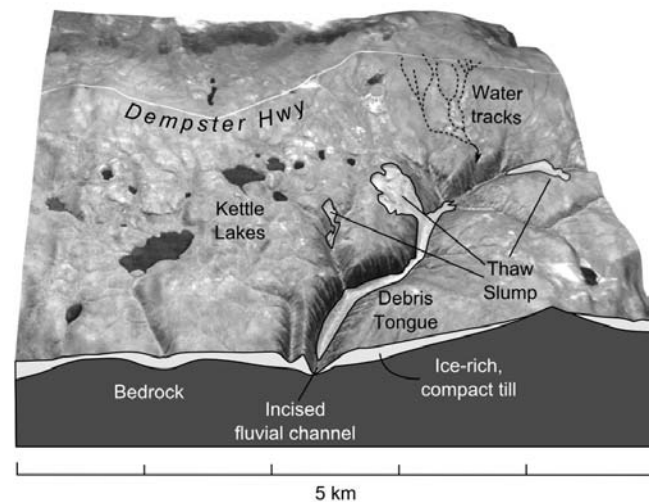 Dempster Hwy
Water
tracks
Kettle
Lakes
Thaw
Slump
Debris
Tongue
Bedrock
Ice-rich,
compact till
Incised
fluvial channel
5 km